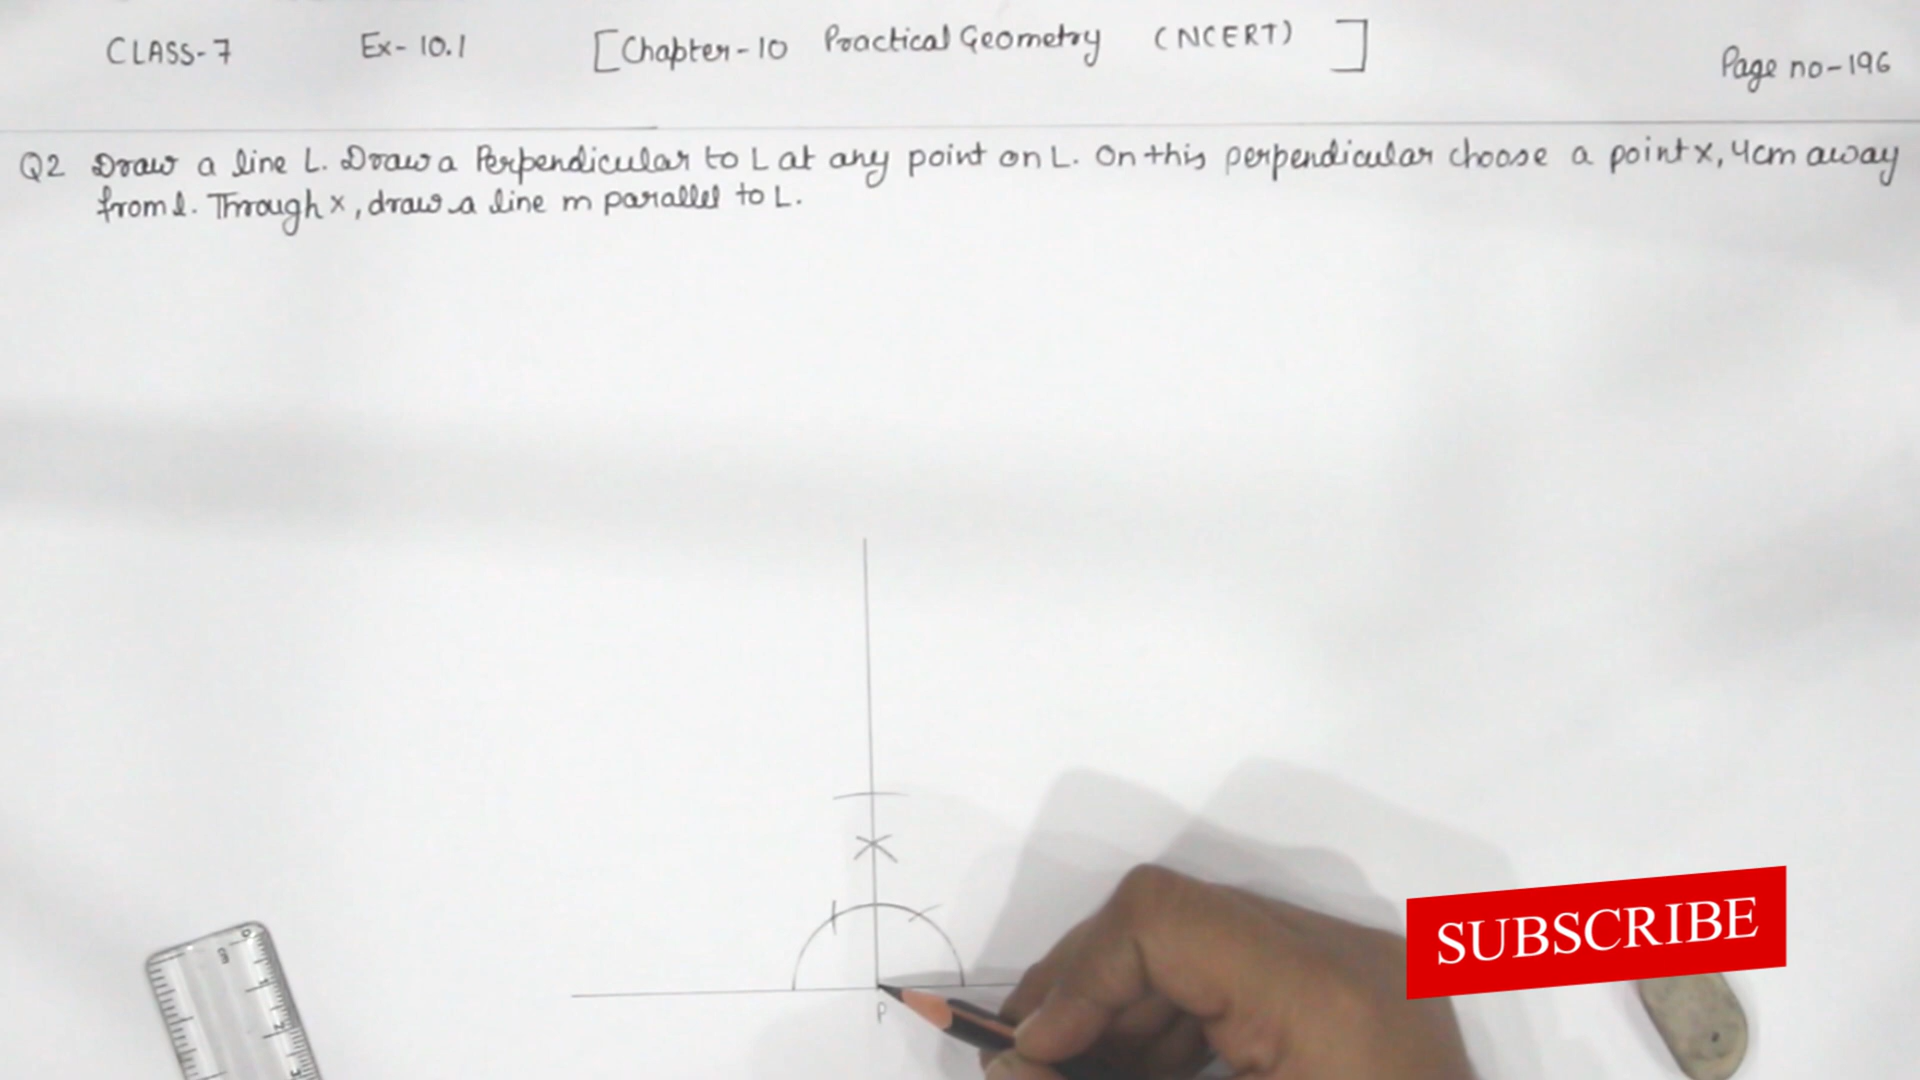 CLASS-7 Ex-10.1 [Chapter-10 Practical Geometry (NCERT)]
Page no-196
Q2 Draw a line L. Draw a Perpendicular to L at any point on L. On this perpendicular choose a point x, 4cm away
from l. Through x, draw a line m parallel to L.
P
SUBSCRIBE